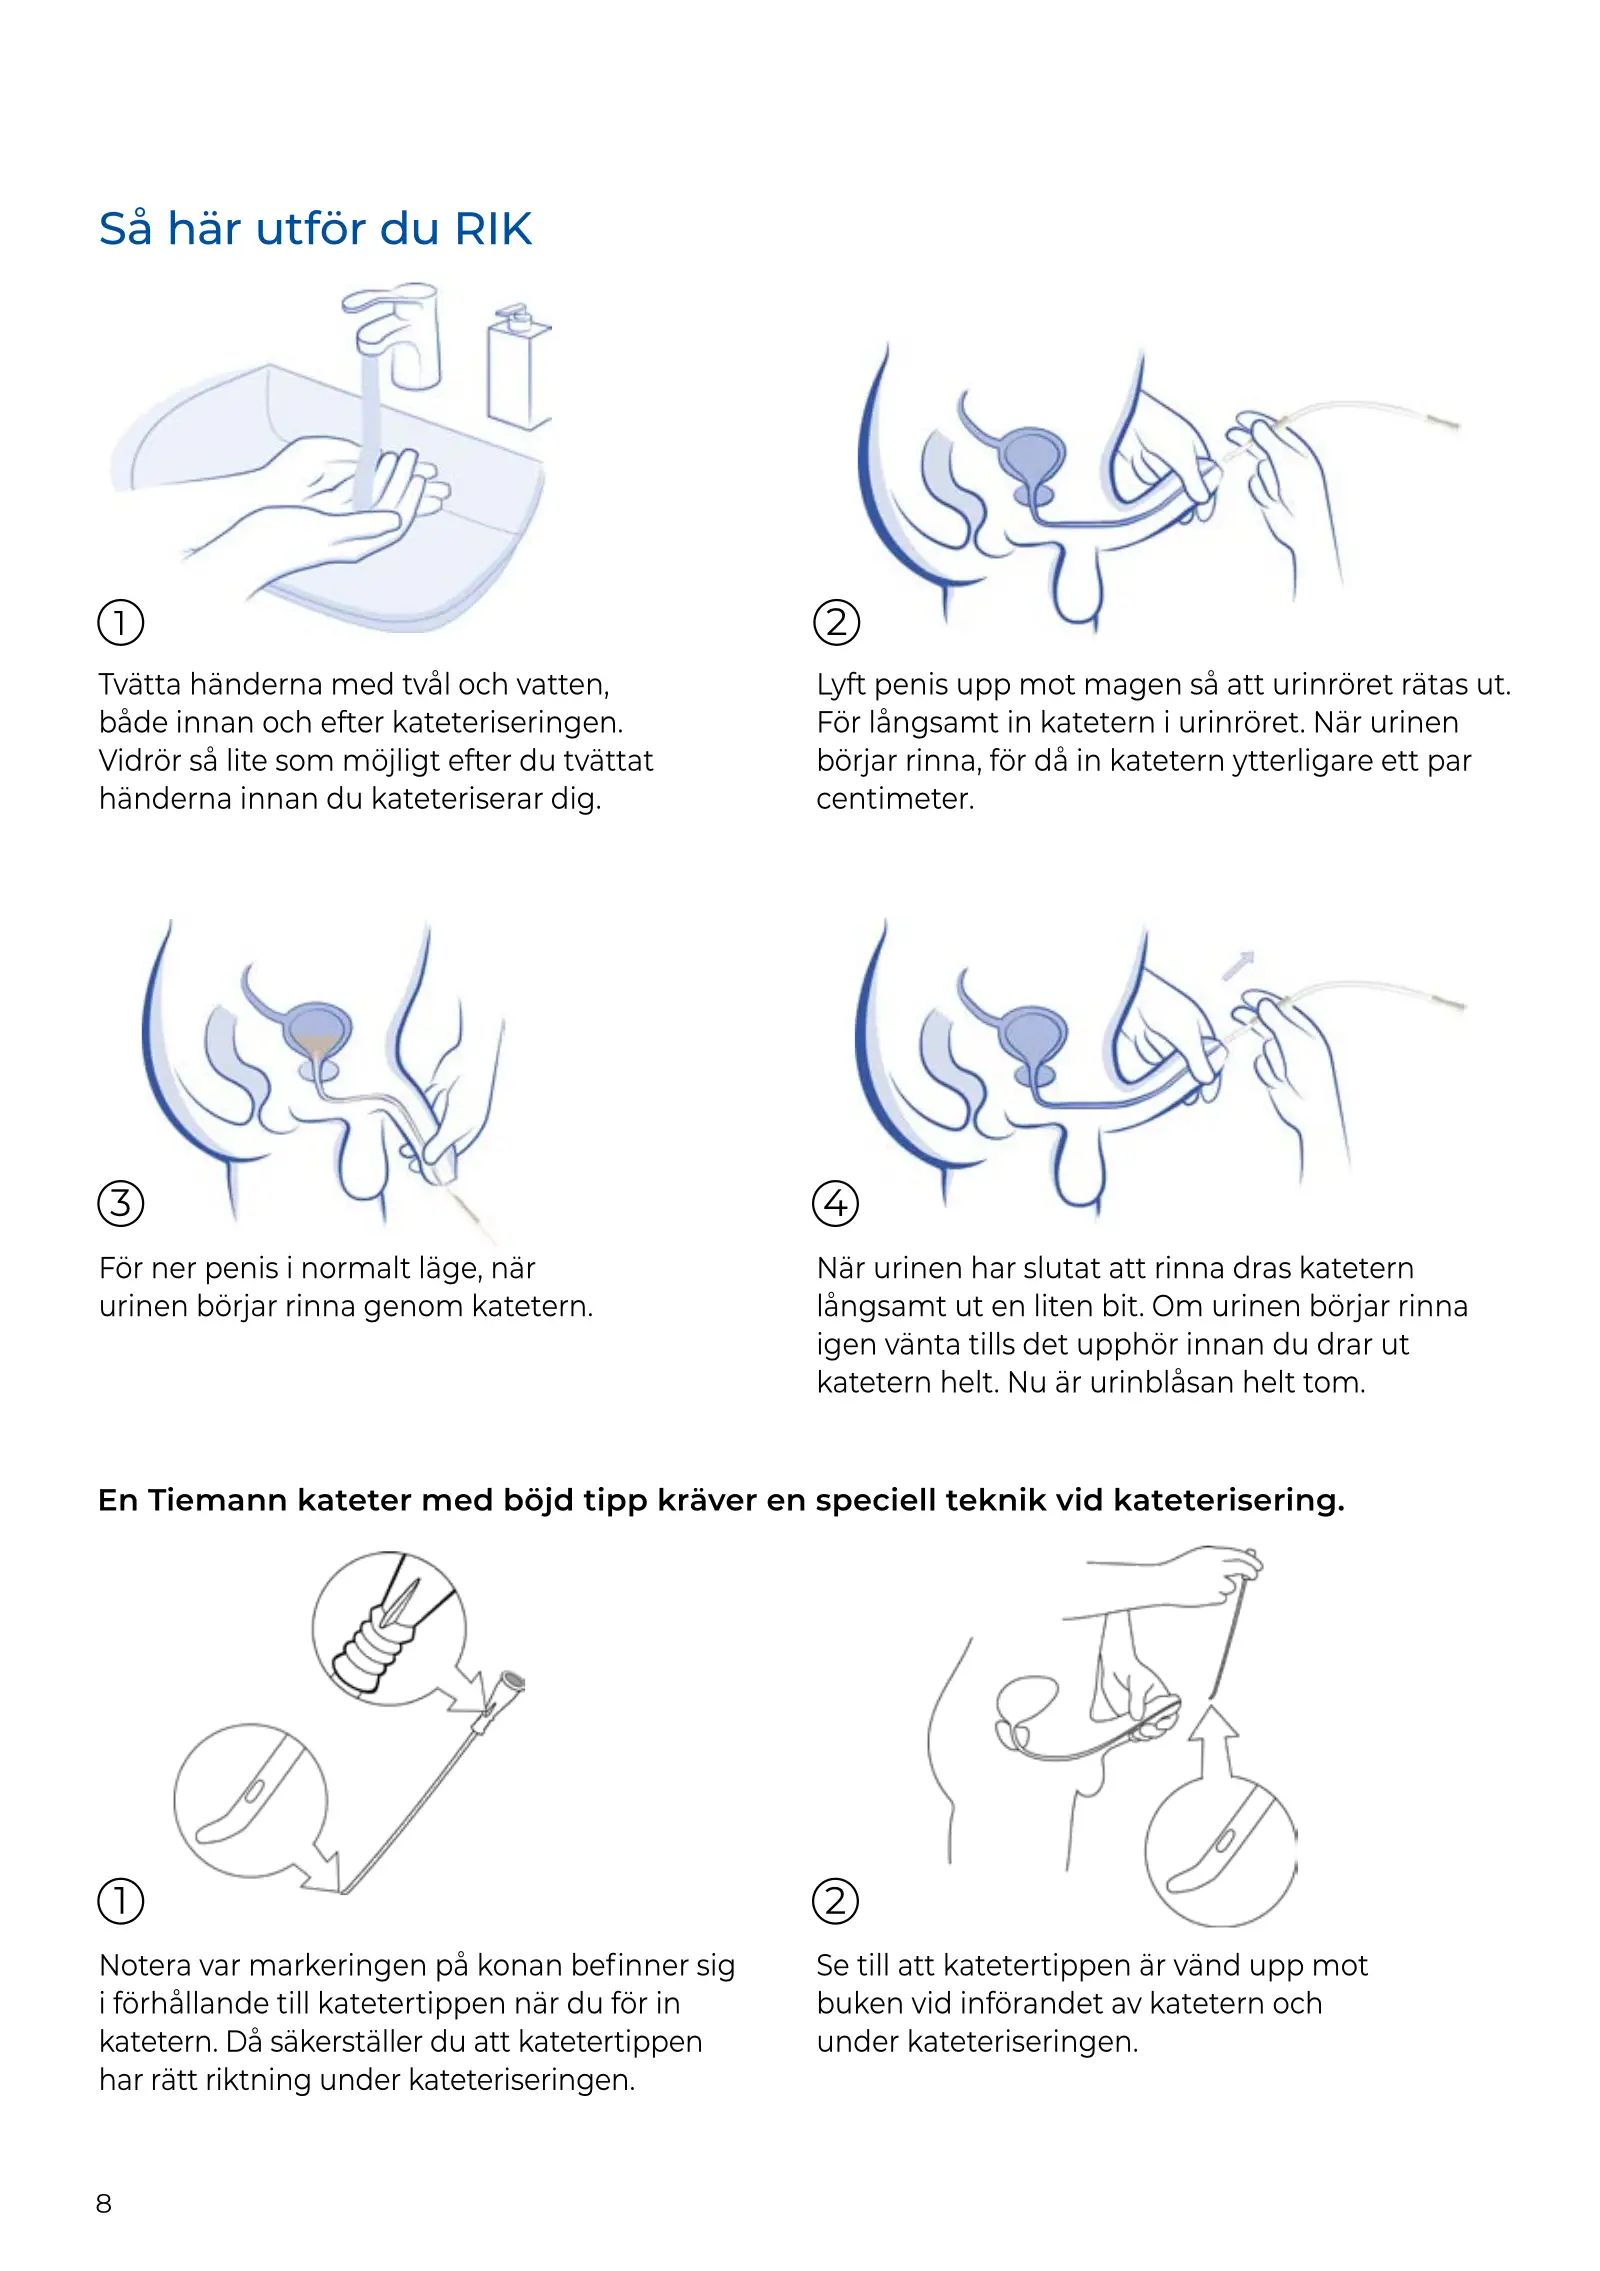 Så här utför du RIK
1
Tvätta händerna med tvål och vatten,
både innan och efter kateteriseringen.
Vidrör så lite som möjligt efter du tvättat
händerna innan du kateteriserar dig.
2
Lyft penis upp mot magen så att urinröret rätas ut.
För långsamt in katetern i urinröret. När urinen
börjar rinna, för då in katetern ytterligare ett par
centimeter.
3
För ner penis i normalt läge, när
urinen börjar rinna genom katetern.
4
När urinen har slutat att rinna dras katetern
långsamt ut en liten bit. Om urinen börjar rinna
igen vänta tills det upphör innan du drar ut
katetern helt. Nu är urinblåsan helt tom.
En Tiemann kateter med böjd tipp kräver en speciell teknik vid kateterisering.
1
Notera var markeringen på konan befinner sig
i förhållande till katetertippen när du för in
katetern. Då säkerställer du att katetertippen
har rätt riktning under kateteriseringen.
2
Se till att katetertippen är vänd upp mot
buken vid införandet av katetern och
under kateteriseringen.
8